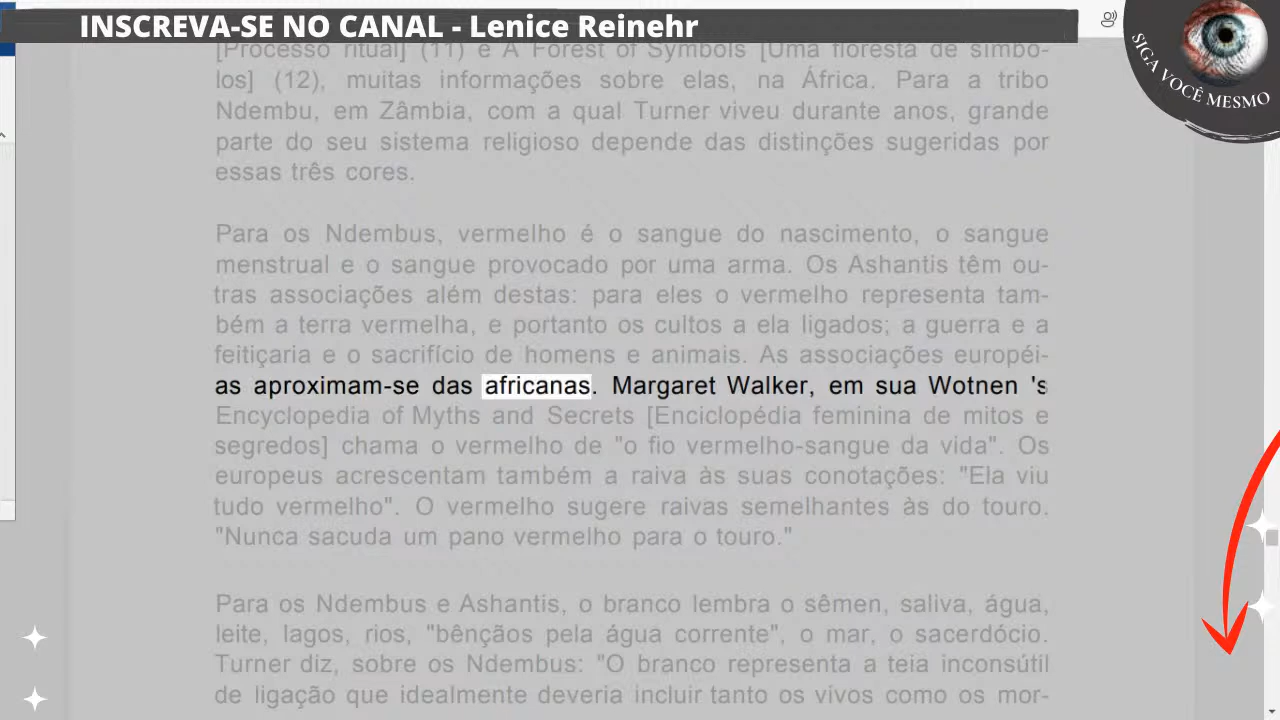 INSCREVA-SE NO CANAL - Lenice Reinehr
SIGA VOCÊ MESMO
[Processo ritual] (11) e A Forest of Symbols [Uma floresta de símbo-
los] (12), muitas informações sobre elas, na África. Para a tribo
Ndembu, em Zâmbia, com a qual Turner viveu durante anos, grande
parte do seu sistema religioso depende das distinções sugeridas por
essas três cores.
Para os Ndembus, vermelho é o sangue do nascimento, o sangue
menstrual e o sangue provocado por uma arma. Os Ashantis têm ou-
tras associações além destas: para eles o vermelho representa tam-
bém a terra vermelha, e portanto os cultos a ela ligados; a guerra e a
feitiçaria e o sacrifício de homens e animais. As associações européi-
as aproximam-se das africanas. Margaret Walker, em sua Wotnen 's
Encyclopedia of Myths and Secrets [Enciclopédia feminina de mitos e
segredos] chama o vermelho de "o fio vermelho-sangue da vida". Os
europeus acrescentam também a raiva às suas conotações: "Ela viu
tudo vermelho". O vermelho sugere raivas semelhantes às do touro.
"Nunca sacuda um pano vermelho para o touro."
Para os Ndembus e Ashantis, o branco lembra o sêmen, saliva, água,
leite, lagos, rios, "bênçãos pela água corrente", o mar, o sacerdócio.
Turner diz, sobre os Ndembus: "O branco representa a teia inconsútil
de ligação que idealmente deveria incluir tanto os vivos como os mor-